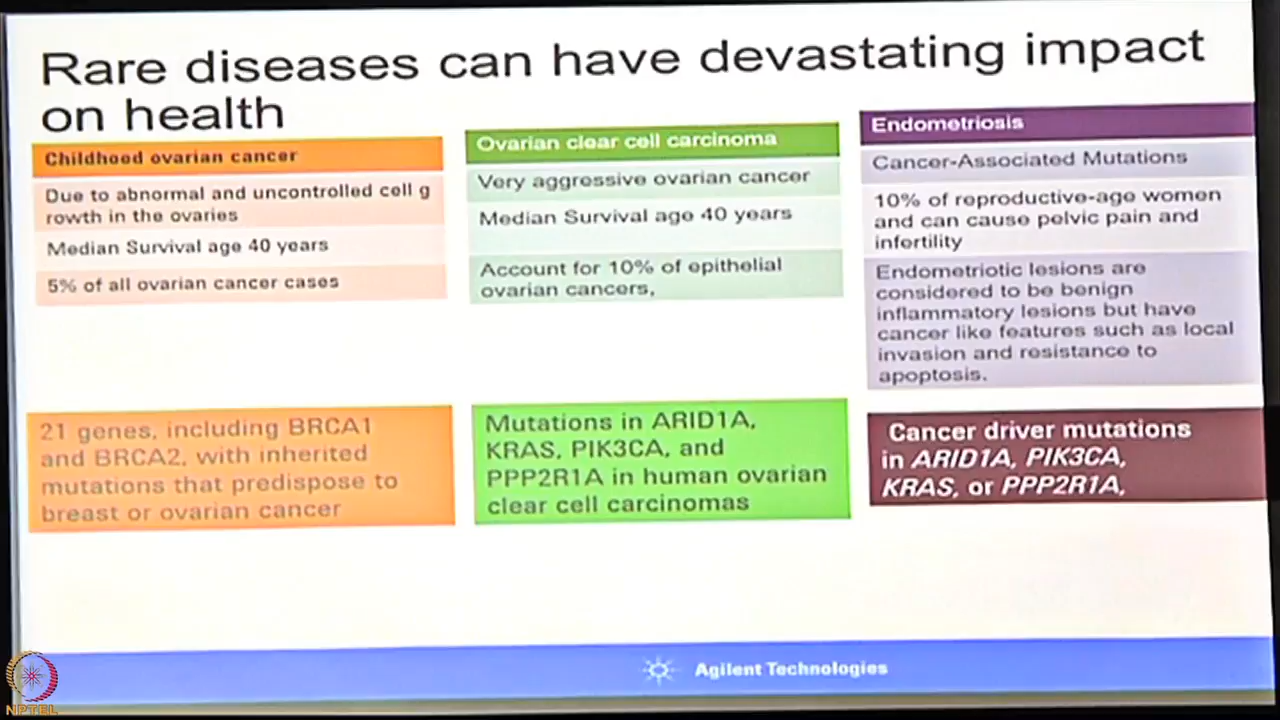 Rare diseases can have devastating impact
on health
Childhood ovarian cancer
Due to abnormal and uncontrolled cell g
rowth in the ovaries
Median Survival age 40 years
5% of all ovarian cancer cases
21 genes, including BRCA1
and BRCA2, with inherited
mutations that predispose to
breast or ovarian cancer
Ovarian clear cell carcinoma
Very aggressive ovarian cancer
Median Survival age 40 years
Account for 10% of epithelial
ovarian cancers,
Mutations in ARID1A,
KRAS, PIK3CA, and
PPP2R1A in human ovarian
clear cell carcinomas
Endometriosis
Cancer-Associated Mutations
10% of reproductive-age women
and can cause pelvic pain and
infertility
Endometriotic lesions are
considered to be benign
inflammatory lesions but have
cancer like features such as local
invasion and resistance to
apoptosis.
Cancer driver mutations
in ARID1A, PIK3CA,
KRAS, or PPP2R1A,
Agilent Technologies
NPTEL